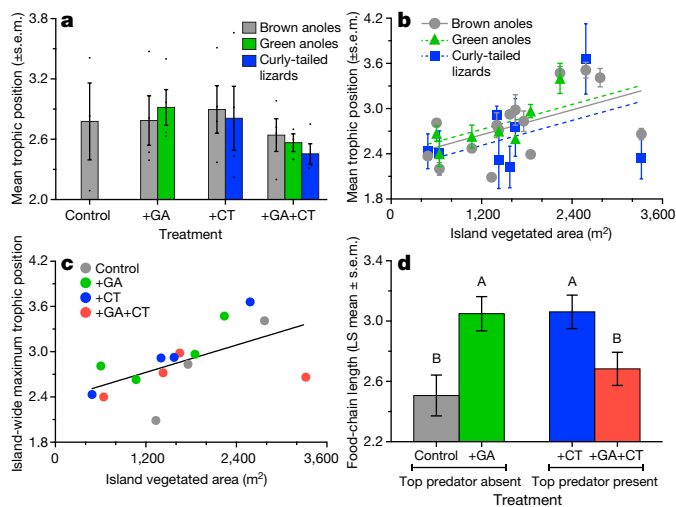 a
Mean trophic position
(±s.e.m.)
3.8
3.2
2.6
2.0
Brown anoles
Green anoles
Curly-tailed
lizards
Control
+GA
+CT
+GA+CT
Treatment
b
Mean trophic position
(±s.e.m.)
4.2
3.6
3.0
2.4
1.8
Brown anoles
Green anoles
Curly-tailed
lizards
0
1,200
2,400
3,600
Island vegetated area (m²)
c
Island-wide maximum trophic position
4.2
3.6
3.0
2.4
1.8
Control
+GA
+CT
+GA+CT
0
1,200
2,400
3,600
Island vegetated area (m²)
d
Food-chain length (LS mean ± s.e.m.)
3.4
3.0
2.6
2.2
B
A
A
B
Control
+GA
+CT
+GA+CT
Top predator absent
Top predator present
Treatment